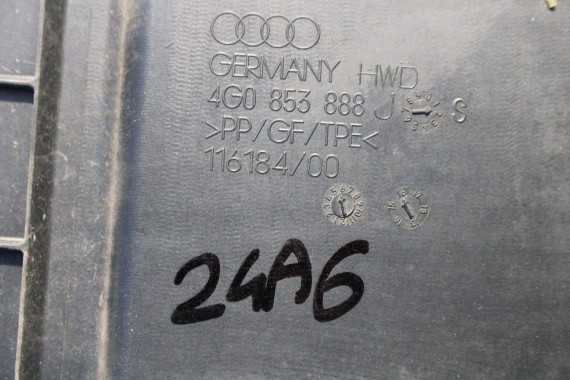 GERMANY HWD
4G0 853 888 J S
>PP/GF/TPE<
116184/00
24A6